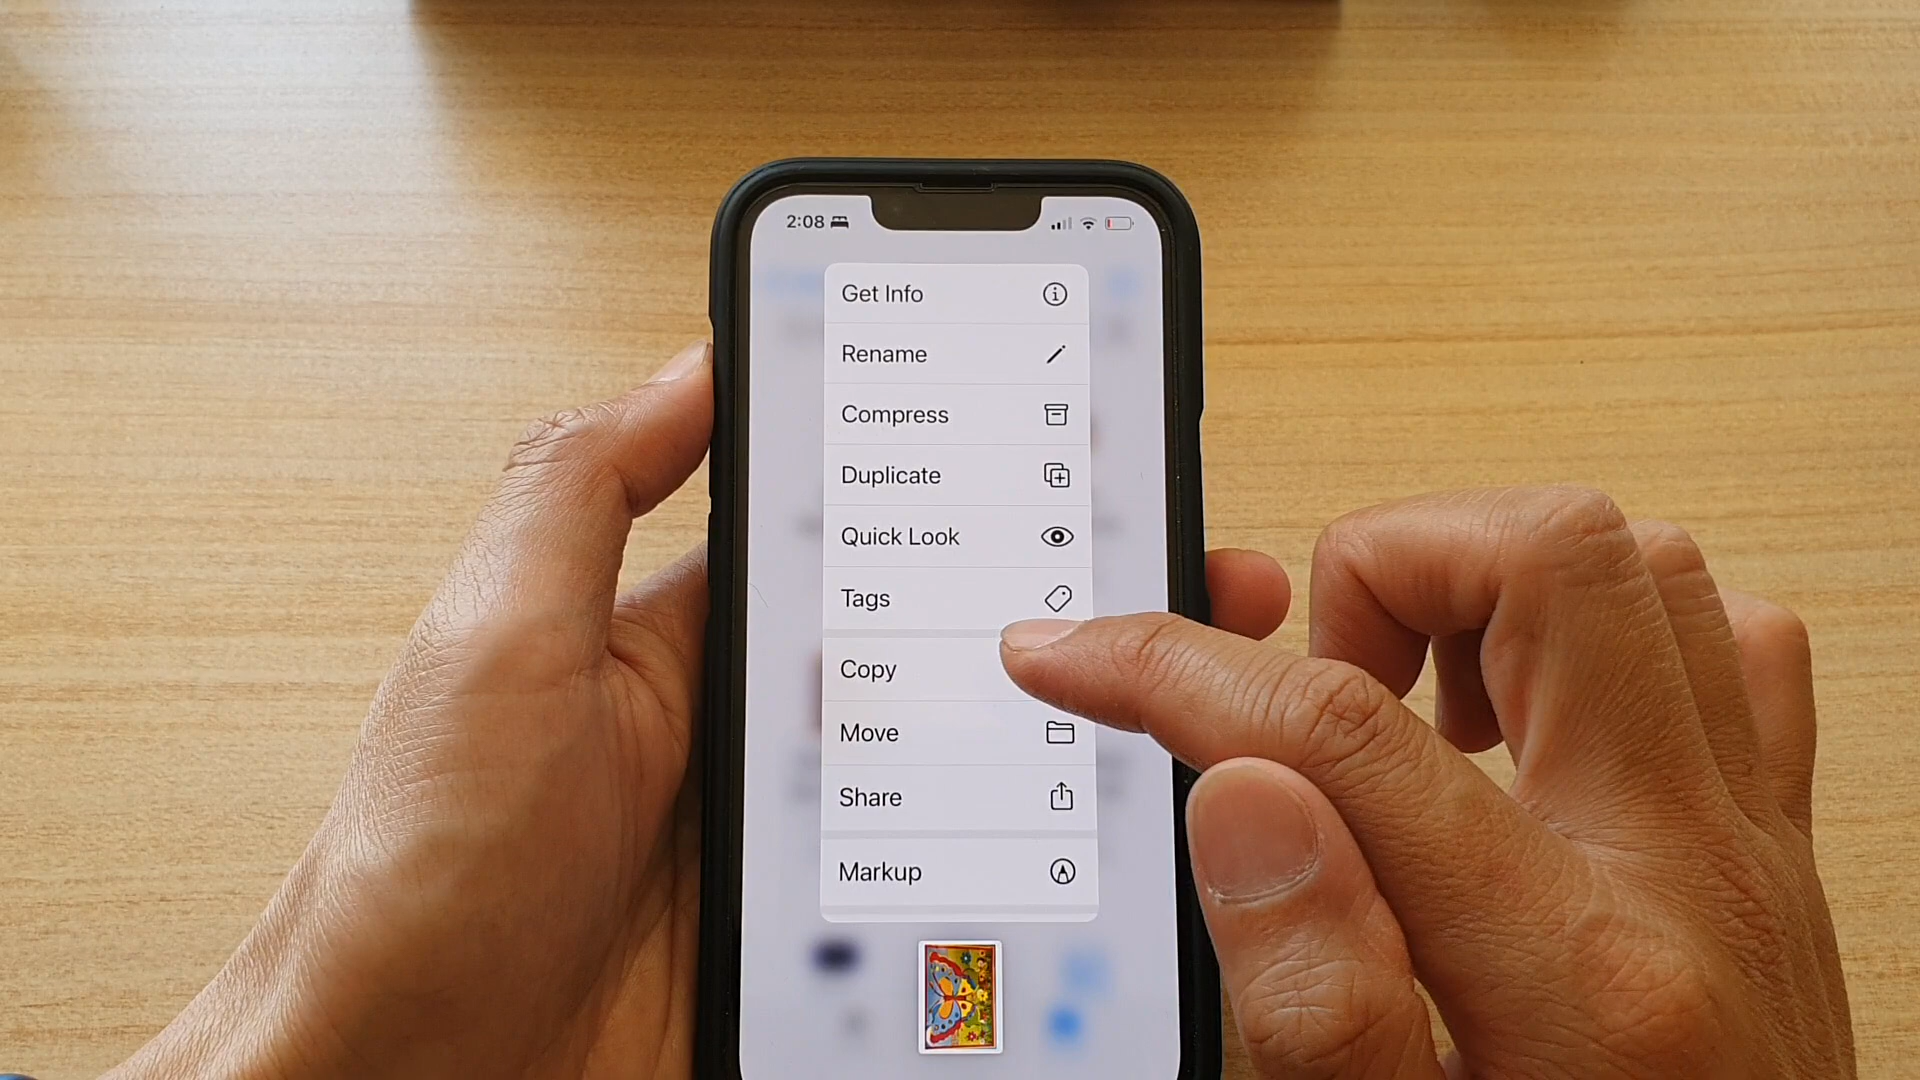 2:08
Get Info
Rename
Compress
Duplicate
Quick Look
Tags
Copy
Move
Share
Markup